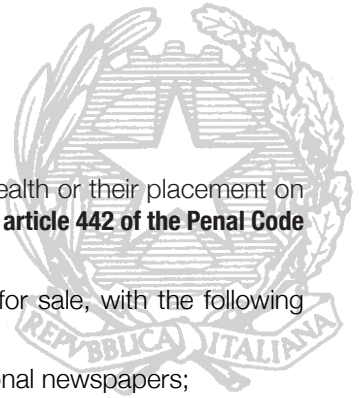 ealth or their placement on
article 442 of the Penal Code
for sale, with the following
onal newspapers;
REPVBBLICA ITALIANA